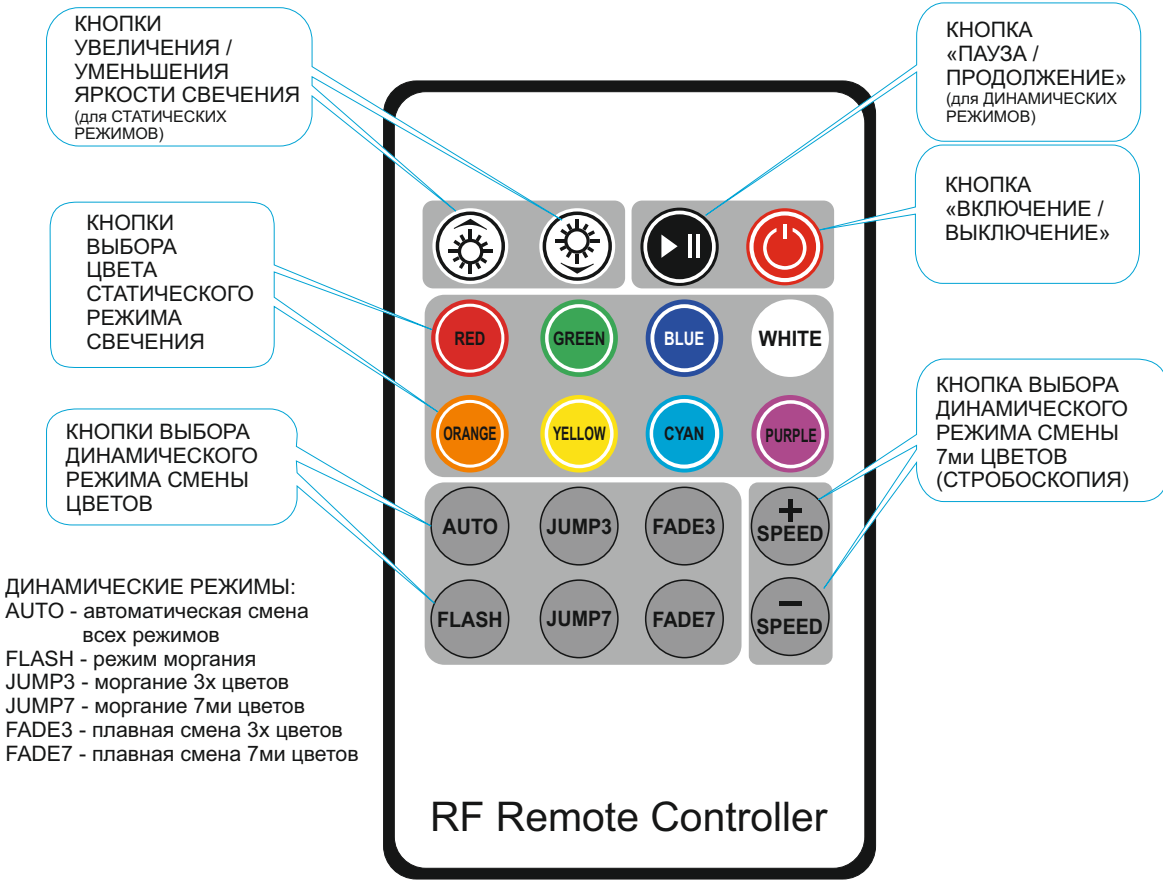 КНОПКИ
УВЕЛИЧЕНИЯ /
УМЕНЬШЕНИЯ
ЯРКОСТИ СВЕЧЕНИЯ
(для СТАТИЧЕСКИХ
РЕЖИМОВ)
КНОПКА
«ПАУЗА /
ПРОДОЛЖЕНИЕ»
(для ДИНАМИЧЕСКИХ
РЕЖИМОВ)
КНОПКА
«ВКЛЮЧЕНИЕ /
ВЫКЛЮЧЕНИЕ»
КНОПКИ
ВЫБОРА
ЦВЕТА
СТАТИЧЕСКОГО
РЕЖИМА
СВЕЧЕНИЯ
RED GREEN BLUE WHITE
ORANGE YELLOW CYAN PURPLE
КНОПКА ВЫБОРА
ДИНАМИЧЕСКОГО
РЕЖИМА СМЕНЫ
7ми ЦВЕТОВ
(СТРОБОСКОПИЯ)
КНОПКИ ВЫБОРА
ДИНАМИЧЕСКОГО
РЕЖИМА СМЕНЫ
ЦВЕТОВ
AUTO JUMP3 FADE3 + SPEED
FLASH JUMP7 FADE7 − SPEED
ДИНАМИЧЕСКИЕ РЕЖИМЫ:
AUTO - автоматическая смена
всех режимов
FLASH - режим моргания
JUMP3 - моргание 3х цветов
JUMP7 - моргание 7ми цветов
FADE3 - плавная смена 3х цветов
FADE7 - плавная смена 7ми цветов
RF Remote Controller